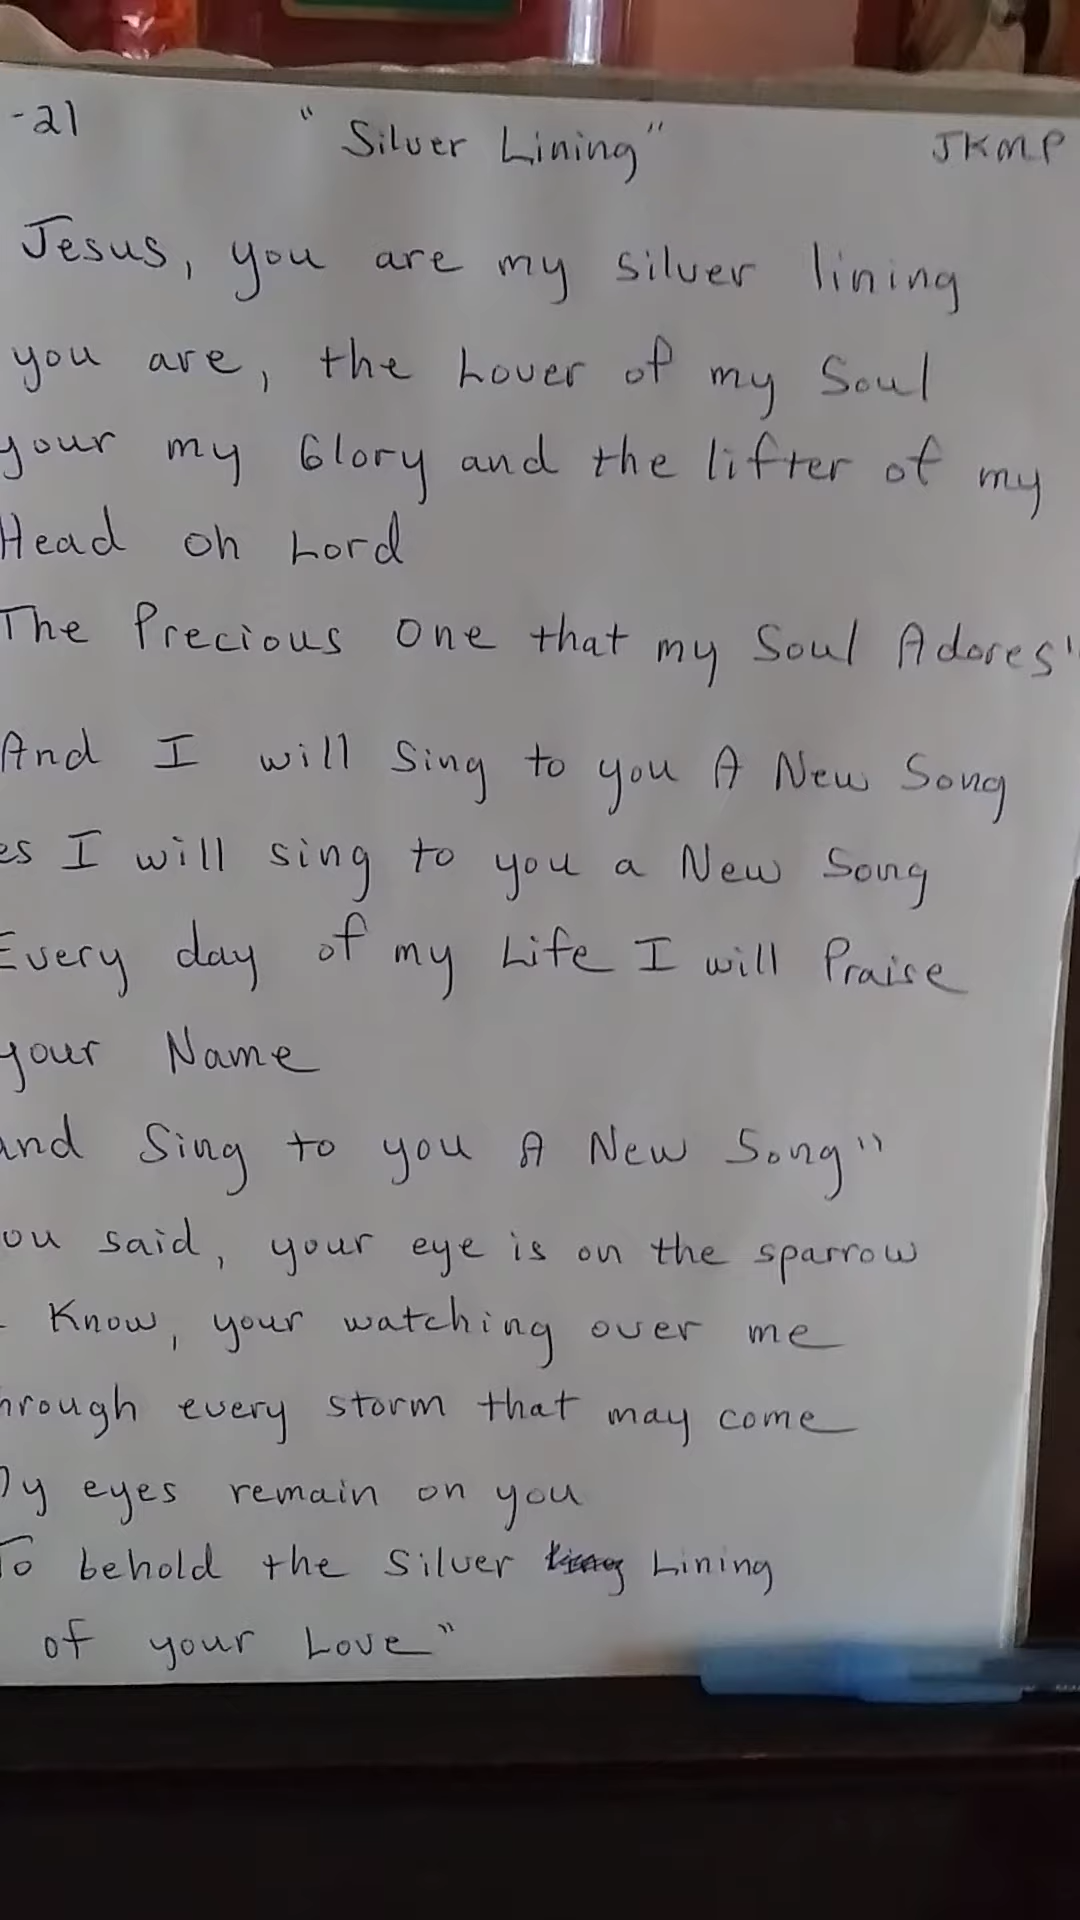 -21 "Silver Lining" JKMP
Jesus, you are my silver lining
you are, the Lover of my Soul
your my Glory and the lifter of my
Head oh Lord
The Precious One that my Soul Adores"
And I will Sing to you A New Song
es I will sing to you a New Song
Every day of my Life I will Praise
your Name
and Sing to you A New Song"
ou said, your eye is on the sparrow
Know, your watching over me
hrough every storm that may come
My eyes remain on you
To behold the Silver Lining
of your Love"